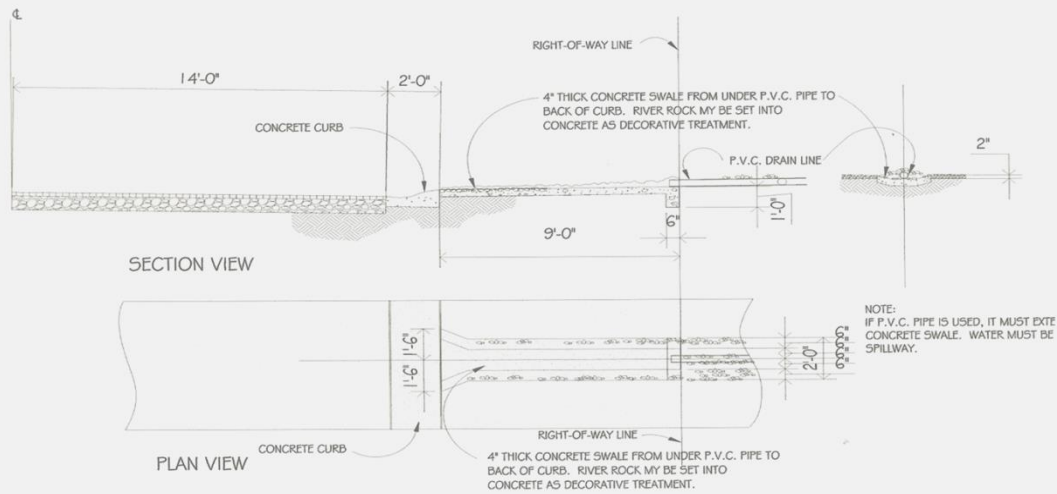 ℄
RIGHT-OF-WAY LINE
14'-0"
2'-0"
4" THICK CONCRETE SWALE FROM UNDER P.V.C. PIPE TO
BACK OF CURB. RIVER ROCK MY BE SET INTO
CONCRETE AS DECORATIVE TREATMENT.
CONCRETE CURB
P.V.C. DRAIN LINE
2"
1'-0"
6"
9'-0"
SECTION VIEW
NOTE:
IF P.V.C. PIPE IS USED, IT MUST EXTE
CONCRETE SWALE. WATER MUST BE
SPILLWAY.
1'-6"
1'-6"
2'-0"
6"
6"
6"
6"
CONCRETE CURB
RIGHT-OF-WAY LINE
PLAN VIEW
4" THICK CONCRETE SWALE FROM UNDER P.V.C. PIPE TO
BACK OF CURB. RIVER ROCK MY BE SET INTO
CONCRETE AS DECORATIVE TREATMENT.